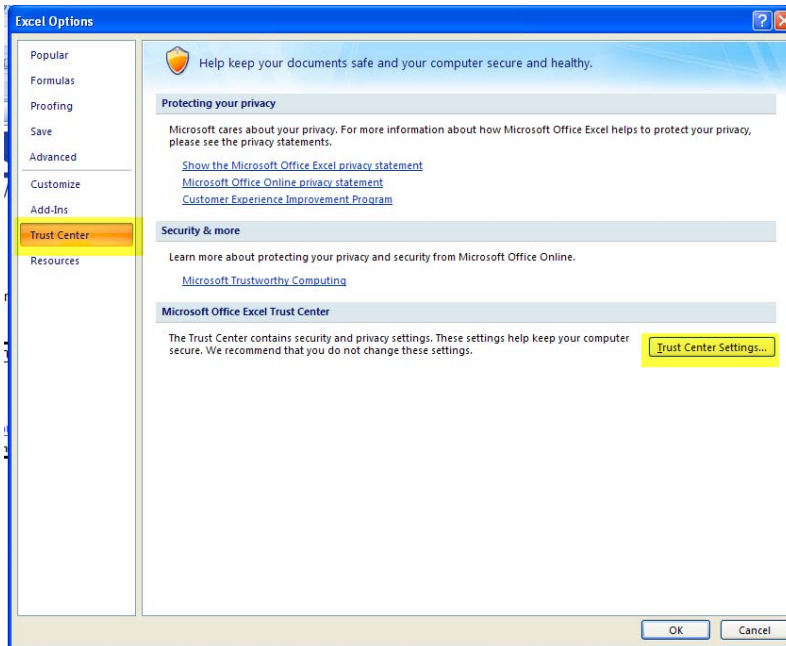 Excel Options
Popular
Formulas
Proofing
Save
Advanced
Customize
Add-Ins
Trust Center
Resources
Help keep your documents safe and your computer secure and healthy.
Protecting your privacy
Microsoft cares about your privacy. For more information about how Microsoft Office Excel helps to protect your privacy,
please see the privacy statements.
Show the Microsoft Office Excel privacy statement
Microsoft Office Online privacy statement
Customer Experience Improvement Program
Security & more
Learn more about protecting your privacy and security from Microsoft Office Online.
Microsoft Trustworthy Computing
Microsoft Office Excel Trust Center
The Trust Center contains security and privacy settings. These settings help keep your computer
secure. We recommend that you do not change these settings.
Trust Center Settings...
OK
Cancel